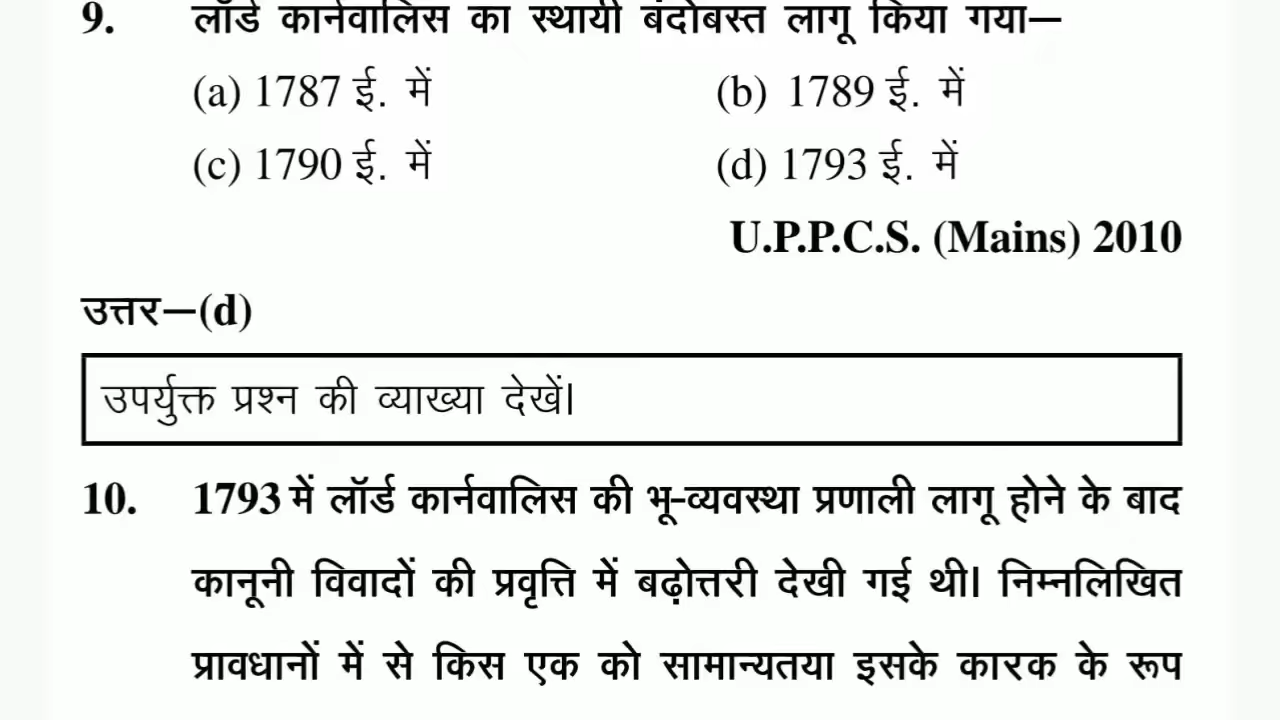 9. लॉर्ड कार्नवालिस का स्थायी बंदोबस्त लागू किया गया—
(a) 1787 ई. में (b) 1789 ई. में
(c) 1790 ई. में (d) 1793 ई. में
U.P.P.C.S. (Mains) 2010
उत्तर—(d)
उपर्युक्त प्रश्न की व्याख्या देखें।
10. 1793 में लॉर्ड कार्नवालिस की भू-व्यवस्था प्रणाली लागू होने के बाद
कानूनी विवादों की प्रवृत्ति में बढ़ोत्तरी देखी गई थी। निम्नलिखित
प्रावधानों में से किस एक को सामान्यतया इसके कारक के रूप